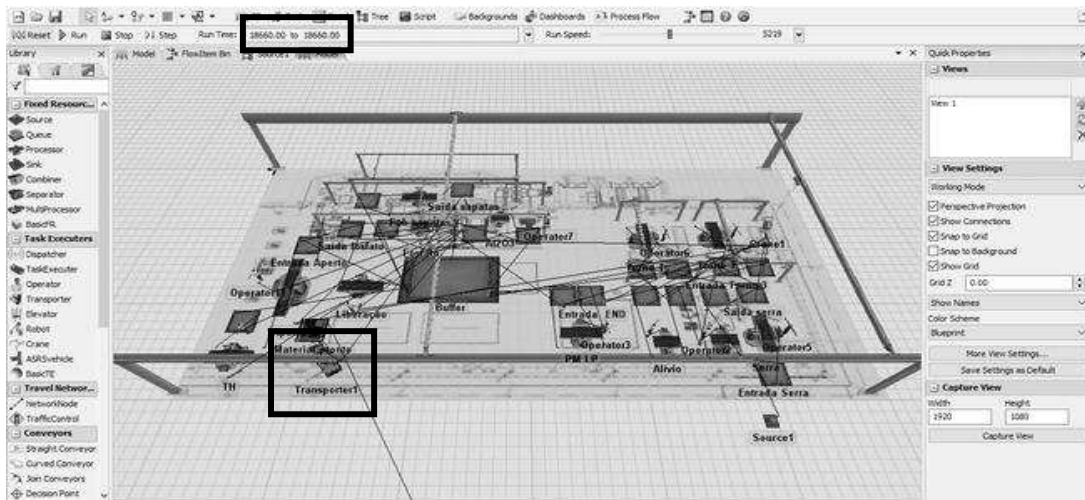 Tree Script Backgrounds Dashboards Process Flow
Reset Run Stop Step Run Time: 18660.00 to 18660.00 Run Speed: 5219
Library
Model FlowItem Bin Source1 Model
Quick Properties
Views
View 1
Fixed Resourc...
Source
Queue
Processor
Sink
Combiner
Separator
MultiProcessor
BasicFR
Task Executers
Dispatcher
TaskExecuter
Operator
Transporter
Elevator
Robot
Crane
ASRSvehicle
BasicTE
Travel Networ...
NetworkNode
TrafficControl
Conveyors
Straight Conveyor
Curved Conveyor
Join Conveyors
Decision Point
Saida sapatas
Operator7
Entrada Aperto
Buffer
Liberação
Transporter1
TH
Entrada END
Operator3
PM LP
Alivio
Saida serra
Operator5
Serra
Entrada Serra
Source1
View Settings
Working Mode
Perspective Projection
Show Connections
Snap to Grid
Snap to Background
Show Grid
Grid Z 0.00
Show Names
Color Scheme
Blueprint
More View Settings...
Save Settings as Default
Capture View
Width Height
1920 1080
Capture View